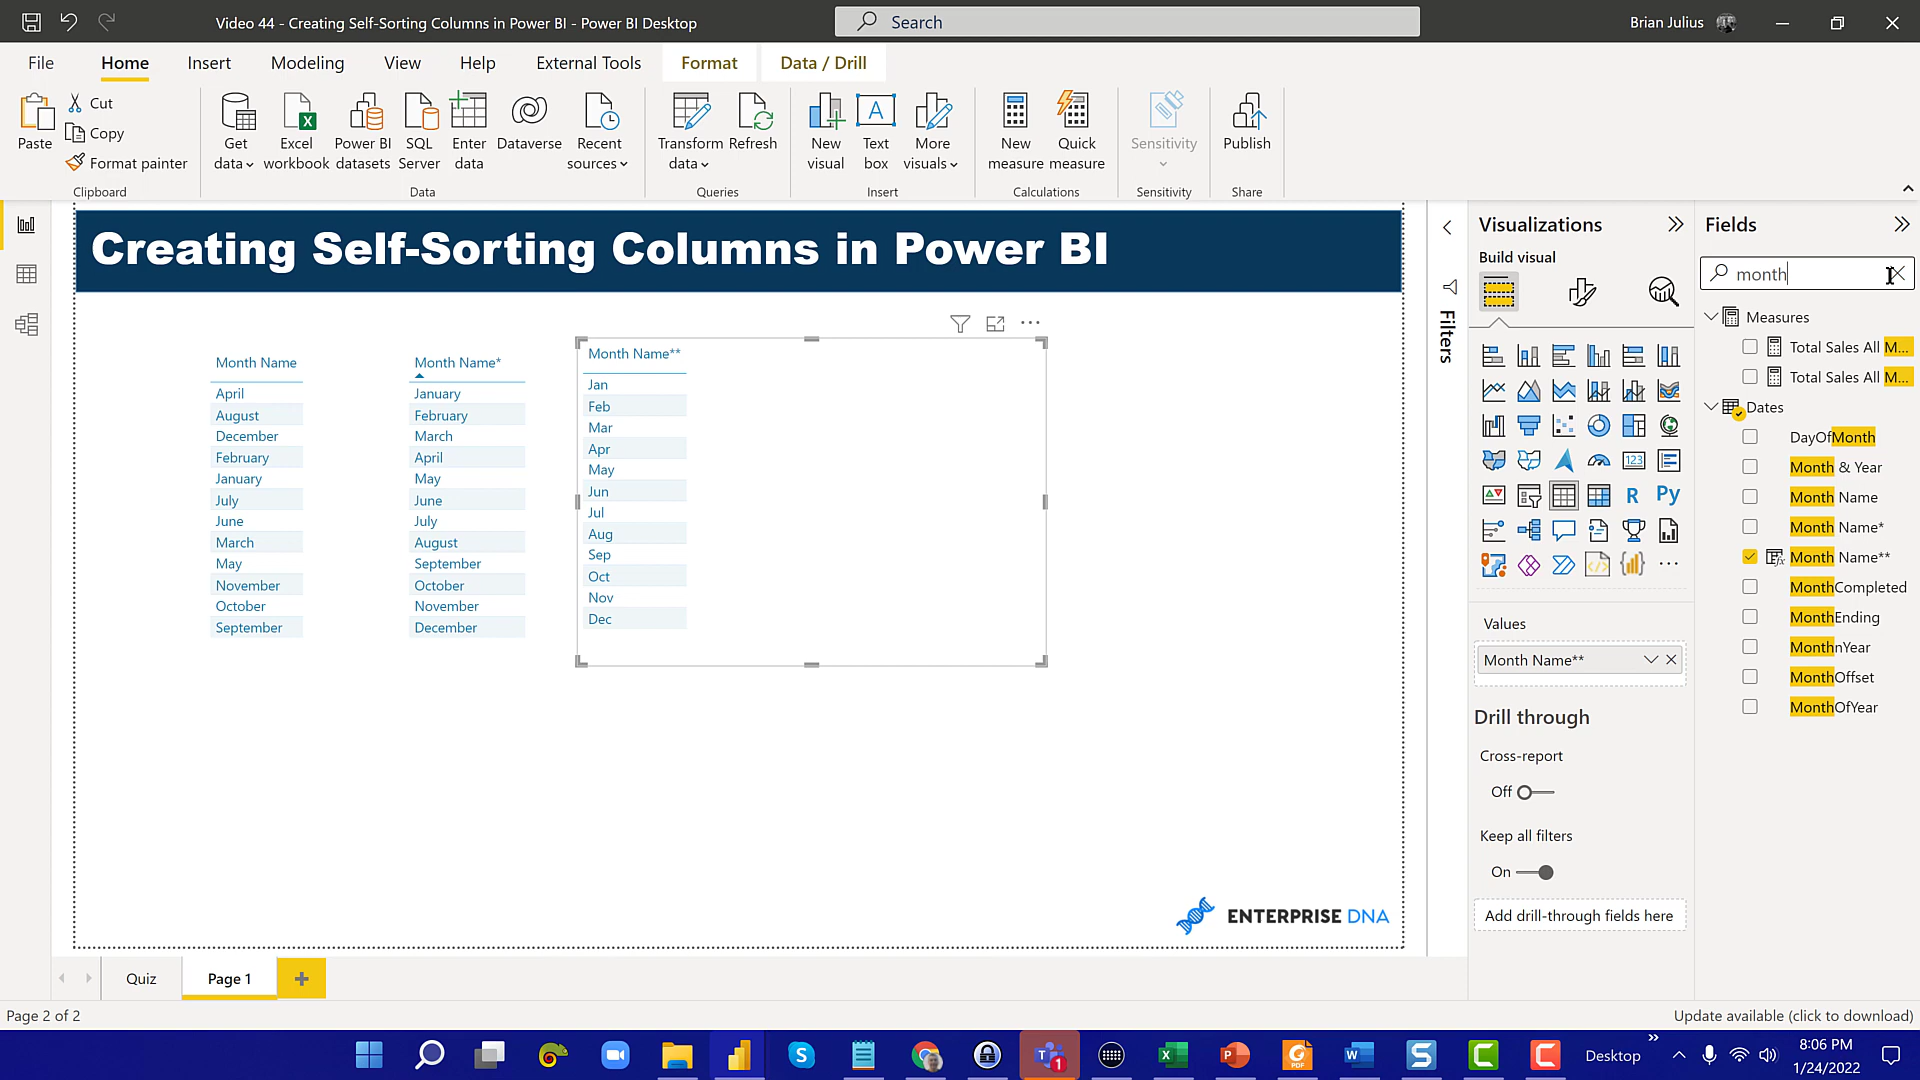 Video 44 - Creating Self-Sorting Columns in Power BI - Power BI Desktop
Search
Brian Julius
File
Home
Insert
Modeling
View
Help
External Tools
Format
Data / Drill
Paste
Cut
Copy
Format painter
Clipboard
Get data
Excel workbook
Power BI datasets
SQL Server
Enter data
Dataverse
Recent sources
Data
Transform data
Refresh
Queries
New visual
Text box
More visuals
Insert
New measure
Quick measure
Calculations
Sensitivity
Sensitivity
Publish
Share
Creating Self-Sorting Columns in Power BI
Month Name
April
August
December
February
January
July
June
March
May
November
October
September
Month Name*
January
February
March
April
May
June
July
August
September
October
November
December
Month Name**
Jan
Feb
Mar
Apr
May
Jun
Jul
Aug
Sep
Oct
Nov
Dec
ENTERPRISE DNA
Filters
Visualizations
Build visual
123
R
Py
Values
Month Name**
Drill through
Cross-report
Off
Keep all filters
On
Add drill-through fields here
Fields
month
Measures
Total Sales All M...
Total Sales All M...
Dates
DayOfMonth
Month & Year
Month Name
Month Name*
Month Name**
MonthCompleted
MonthEnding
MonthnYear
MonthOffset
MonthOfYear
Quiz
Page 1
Page 2 of 2
Update available (click to download)
Desktop
8:06 PM
1/24/2022